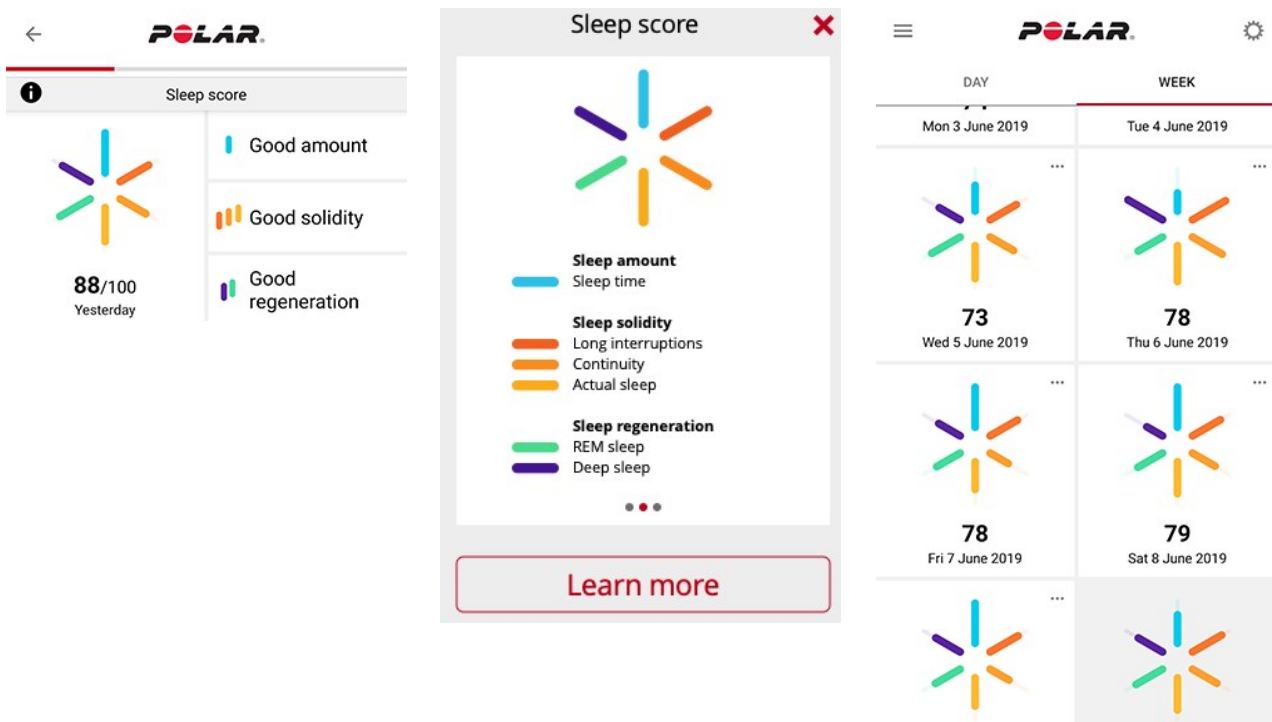 POLAR.
Sleep score
Good amount
Good solidity
Good
regeneration
88/100
Yesterday
Sleep score
Sleep amount
Sleep time
Sleep solidity
Long interruptions
Continuity
Actual sleep
Sleep regeneration
REM sleep
Deep sleep
Learn more
POLAR.
DAY WEEK
Mon 3 June 2019 Tue 4 June 2019
73 78
Wed 5 June 2019 Thu 6 June 2019
78 79
Fri 7 June 2019 Sat 8 June 2019